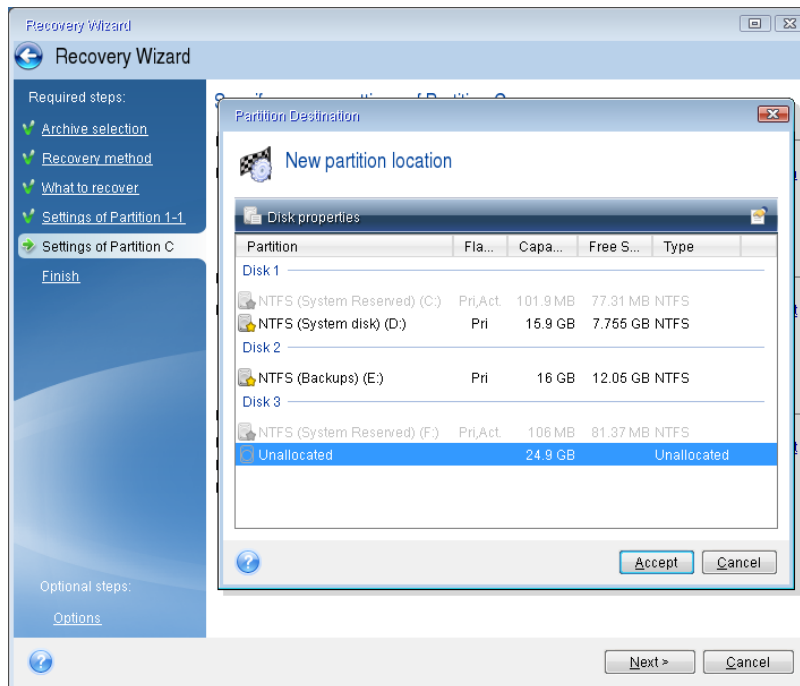 Recovery Wizard
Recovery Wizard
Required steps:
Archive selection
Recovery method
What to recover
Settings of Partition 1-1
Settings of Partition C
Finish
Optional steps:
Options
Partition Destination
New partition location
Disk properties
Partition Fla... Capa... Free S... Type
Disk 1
NTFS (System Reserved) (C:) Pri,Act. 101.9 MB 77.31 MB NTFS
NTFS (System disk) (D:) Pri 15.9 GB 7.755 GB NTFS
Disk 2
NTFS (Backups) (E:) Pri 16 GB 12.05 GB NTFS
Disk 3
NTFS (System Reserved) (F:) Pri,Act. 106 MB 81.37 MB NTFS
Unallocated 24.9 GB Unallocated
Accept Cancel
Next > Cancel